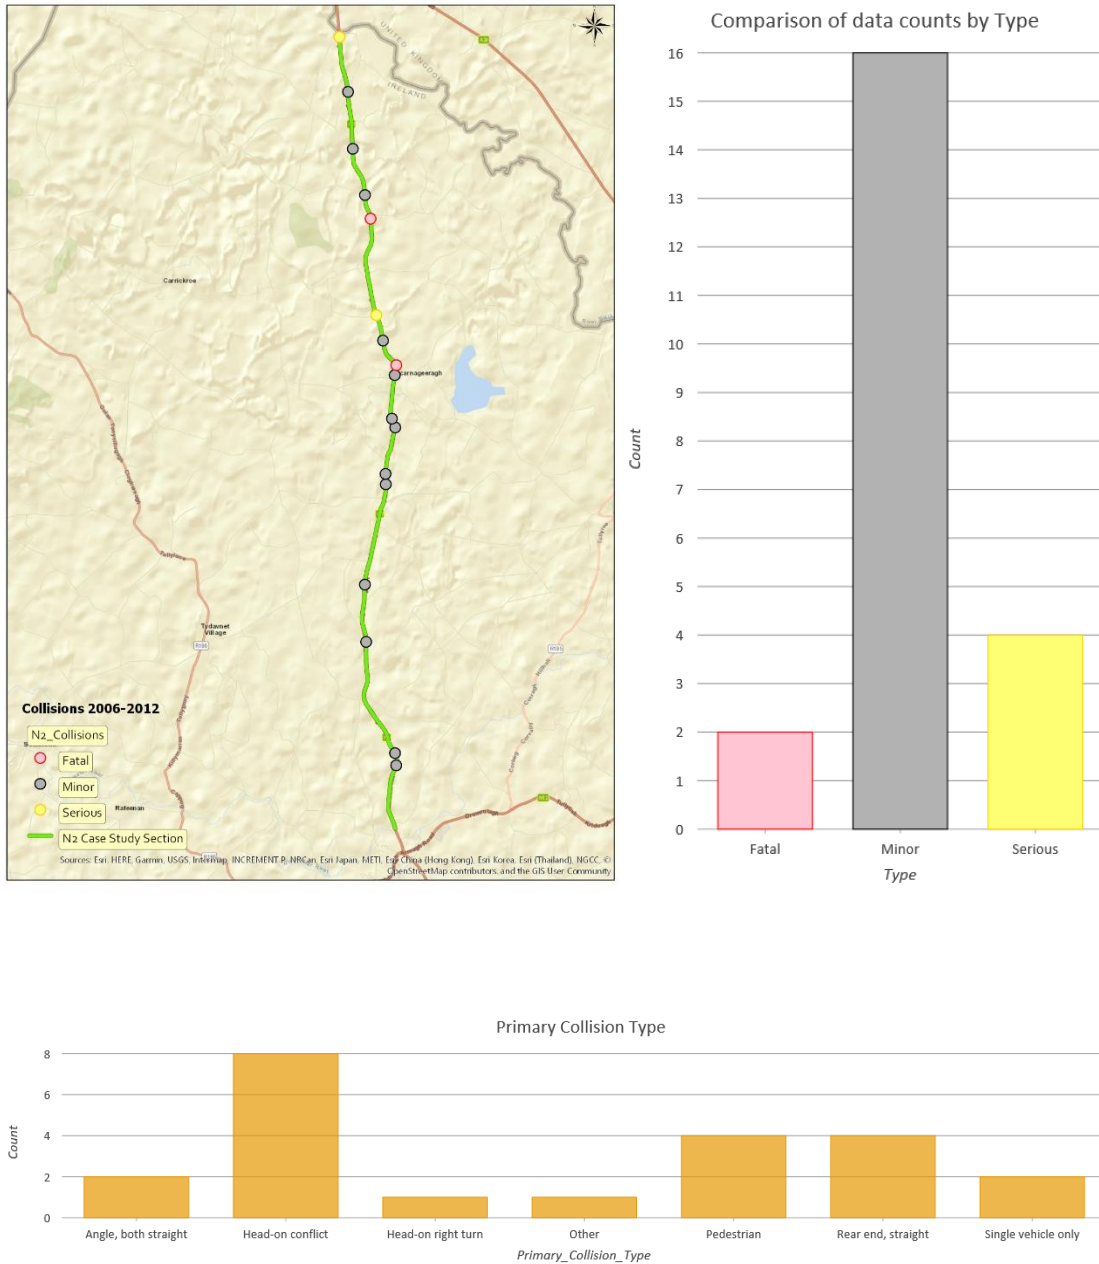 UNITED KINGDOM
IRELAND
Carrickroe
Tydavnet
Village
R186
Collisions 2006-2012
N2_Collisions
Fatal
Minor
Serious
N2 Case Study Section
Rateenan
Sources: Esri, HERE, Garmin, USGS, Intermap, INCREMENT P, NRCan, Esri Japan, METI, Esri China (Hong Kong), Esri Korea, Esri (Thailand), NGCC, ©
OpenStreetMap contributors, and the GIS User Community
Comparison of data counts by Type
16
15
14
13
12
11
10
9
8
7
6
5
4
3
2
1
0
Count
Fatal
Minor
Serious
Type
Primary Collision Type
8
6
4
2
0
Count
Angle, both straight
Head-on conflict
Head-on right turn
Other
Pedestrian
Rear end, straight
Single vehicle only
Primary_Collision_Type